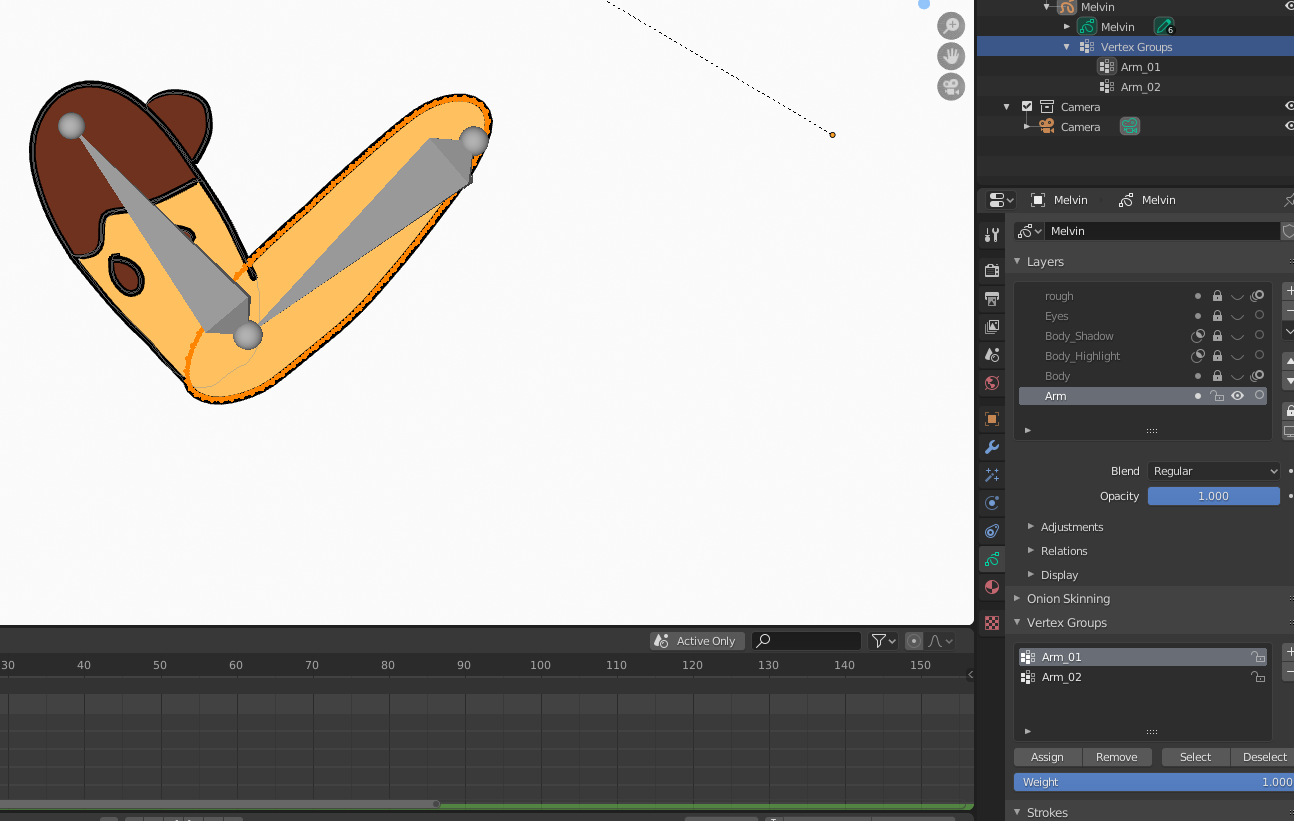 Melvin
Melvin 6
Vertex Groups
Arm_01
Arm_02
Camera
Camera
Melvin Melvin
Melvin
Layers
rough
Eyes
Body_Shadow
Body_Highlight
Body
Arm
Blend Regular
Opacity 1.000
Adjustments
Relations
Display
Onion Skinning
Vertex Groups
Arm_01
Arm_02
Assign Remove Select Deselect
Weight 1.000
Strokes
Active Only
30 40 50 60 70 80 90 100 110 120 130 140 150